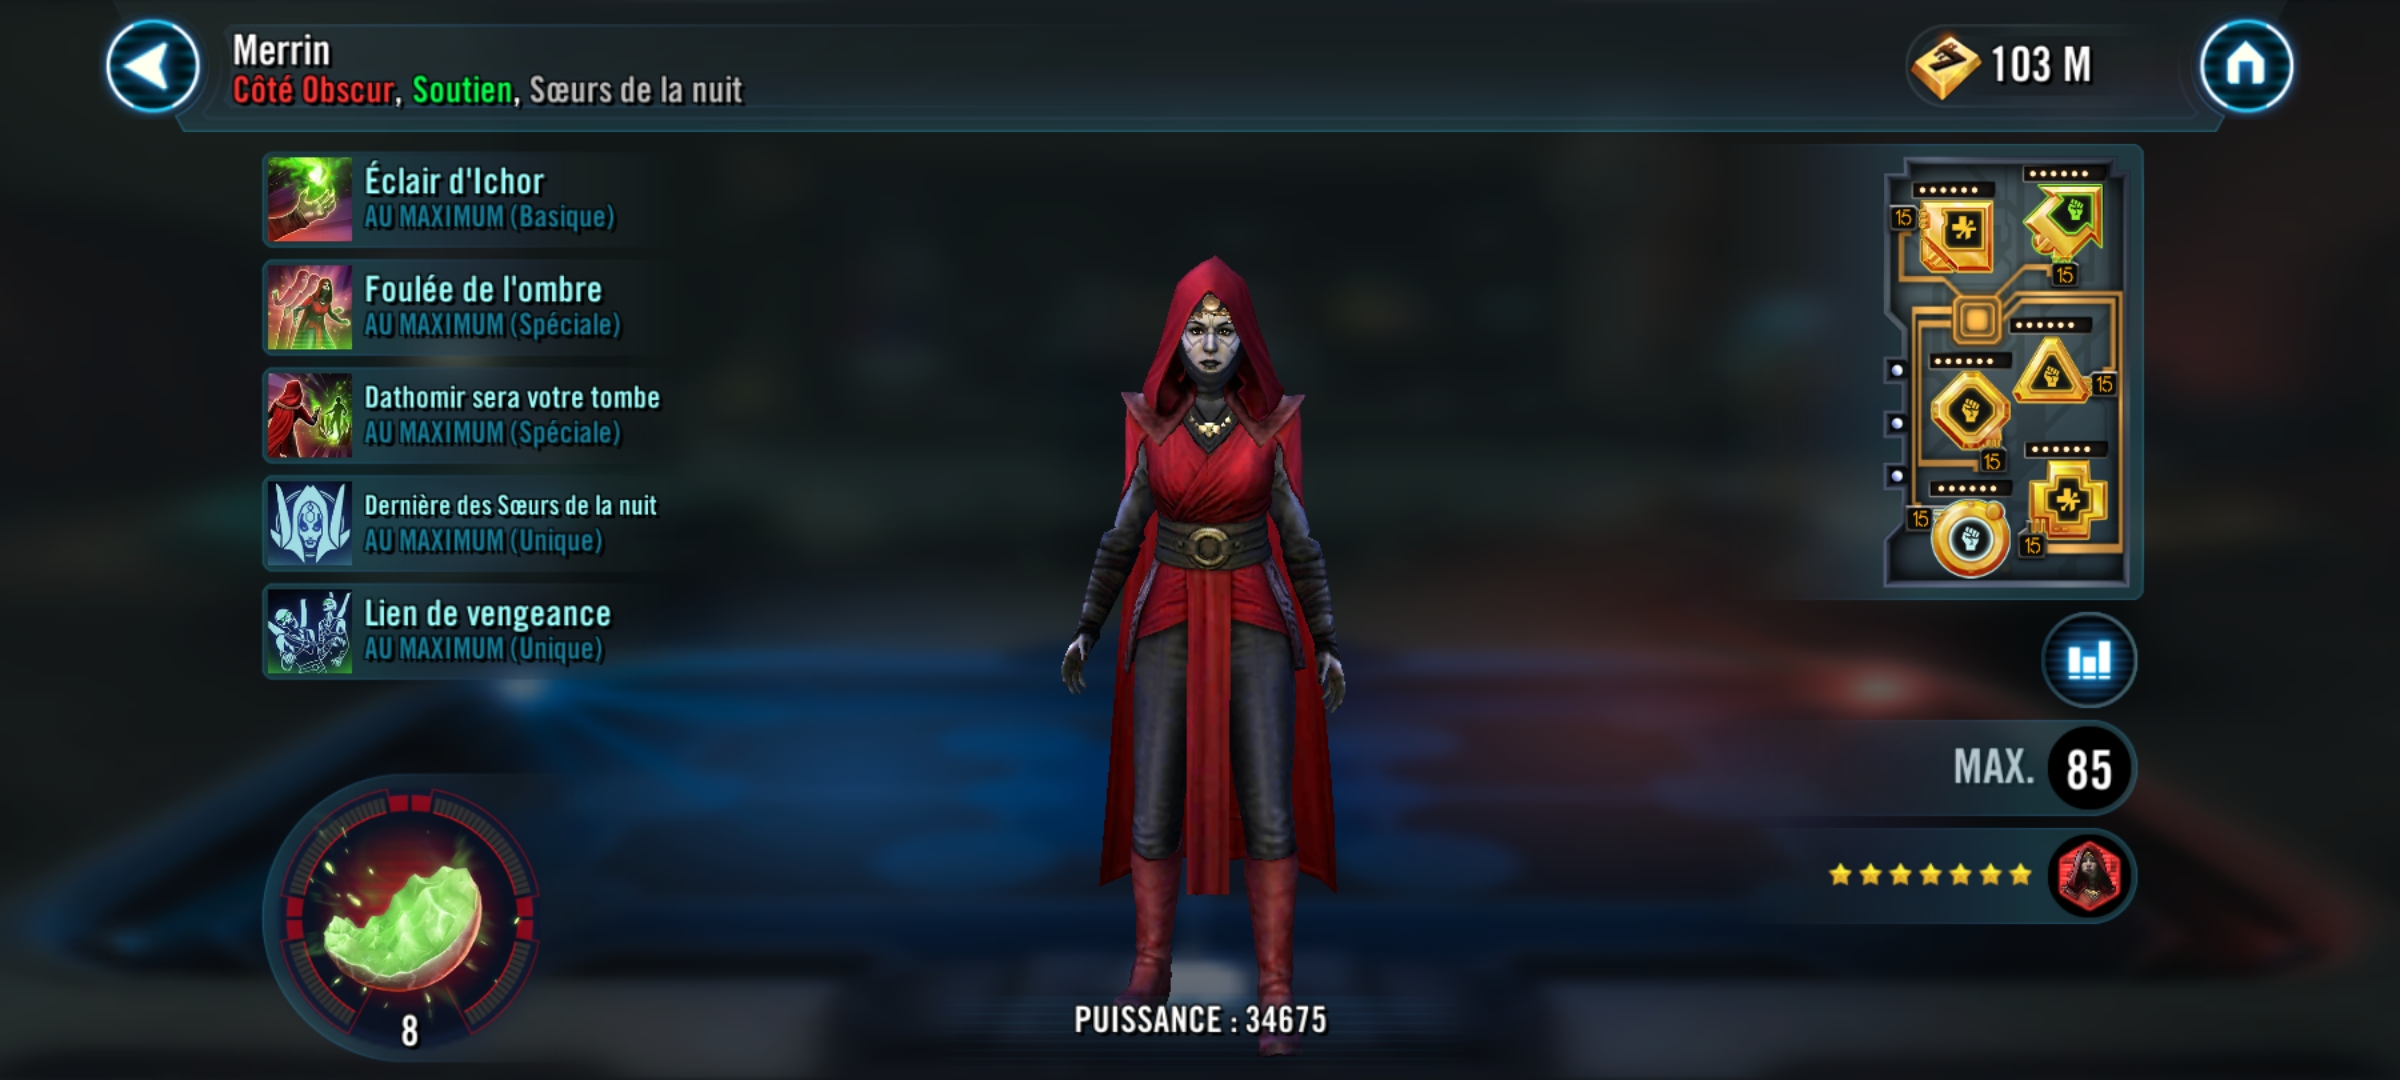 Merrin
Côté Obscur, Soutien, Sœurs de la nuit
103 M
Éclair d'Ichor
AU MAXIMUM (Basique)
Foulée de l'ombre
AU MAXIMUM (Spéciale)
Dathomir sera votre tombe
AU MAXIMUM (Spéciale)
Dernière des Sœurs de la nuit
AU MAXIMUM (Unique)
Lien de vengeance
AU MAXIMUM (Unique)
15
15
15
15
15
15
MAX. 85
8
PUISSANCE : 34675